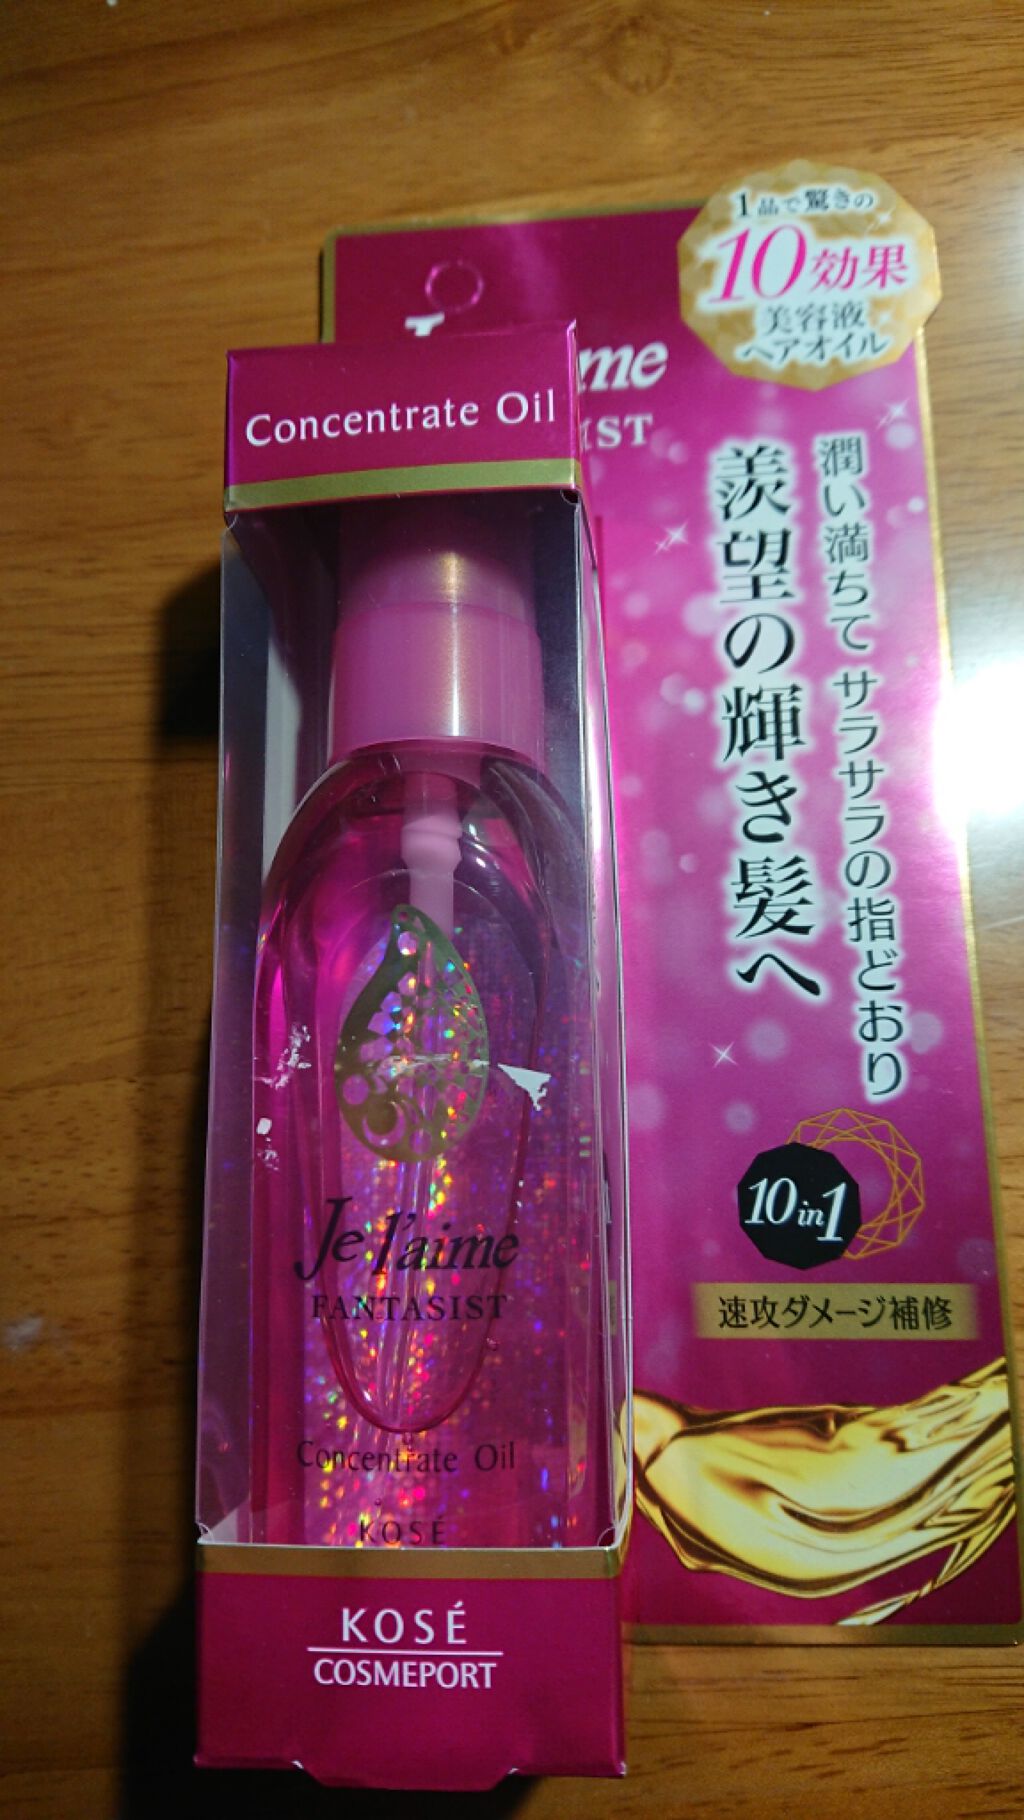 Concentrate Oil
Je l'aime
FANTASIST
Concentrate Oil
KOSÉ
KOSÉ
COSMEPORT
1品で驚きの
10効果
美容液
ヘアオイル
me
IST
潤い満ちて サラサラの指どおり
羨望の輝き髪へ
10in1
速攻ダメージ補修